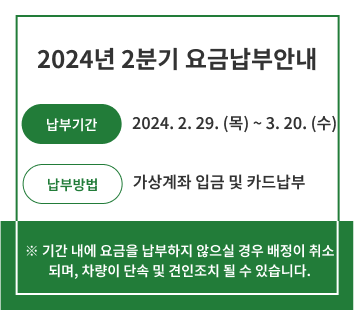 2024년 2분기 요금납부안내
납부기간 2024. 2. 29. (목) ~ 3. 20. (수)
납부방법 가상계좌 입금 및 카드납부
※ 기간 내에 요금을 납부하지 않으실 경우 배정이 취소
되며, 차량이 단속 및 견인조치 될 수 있습니다.